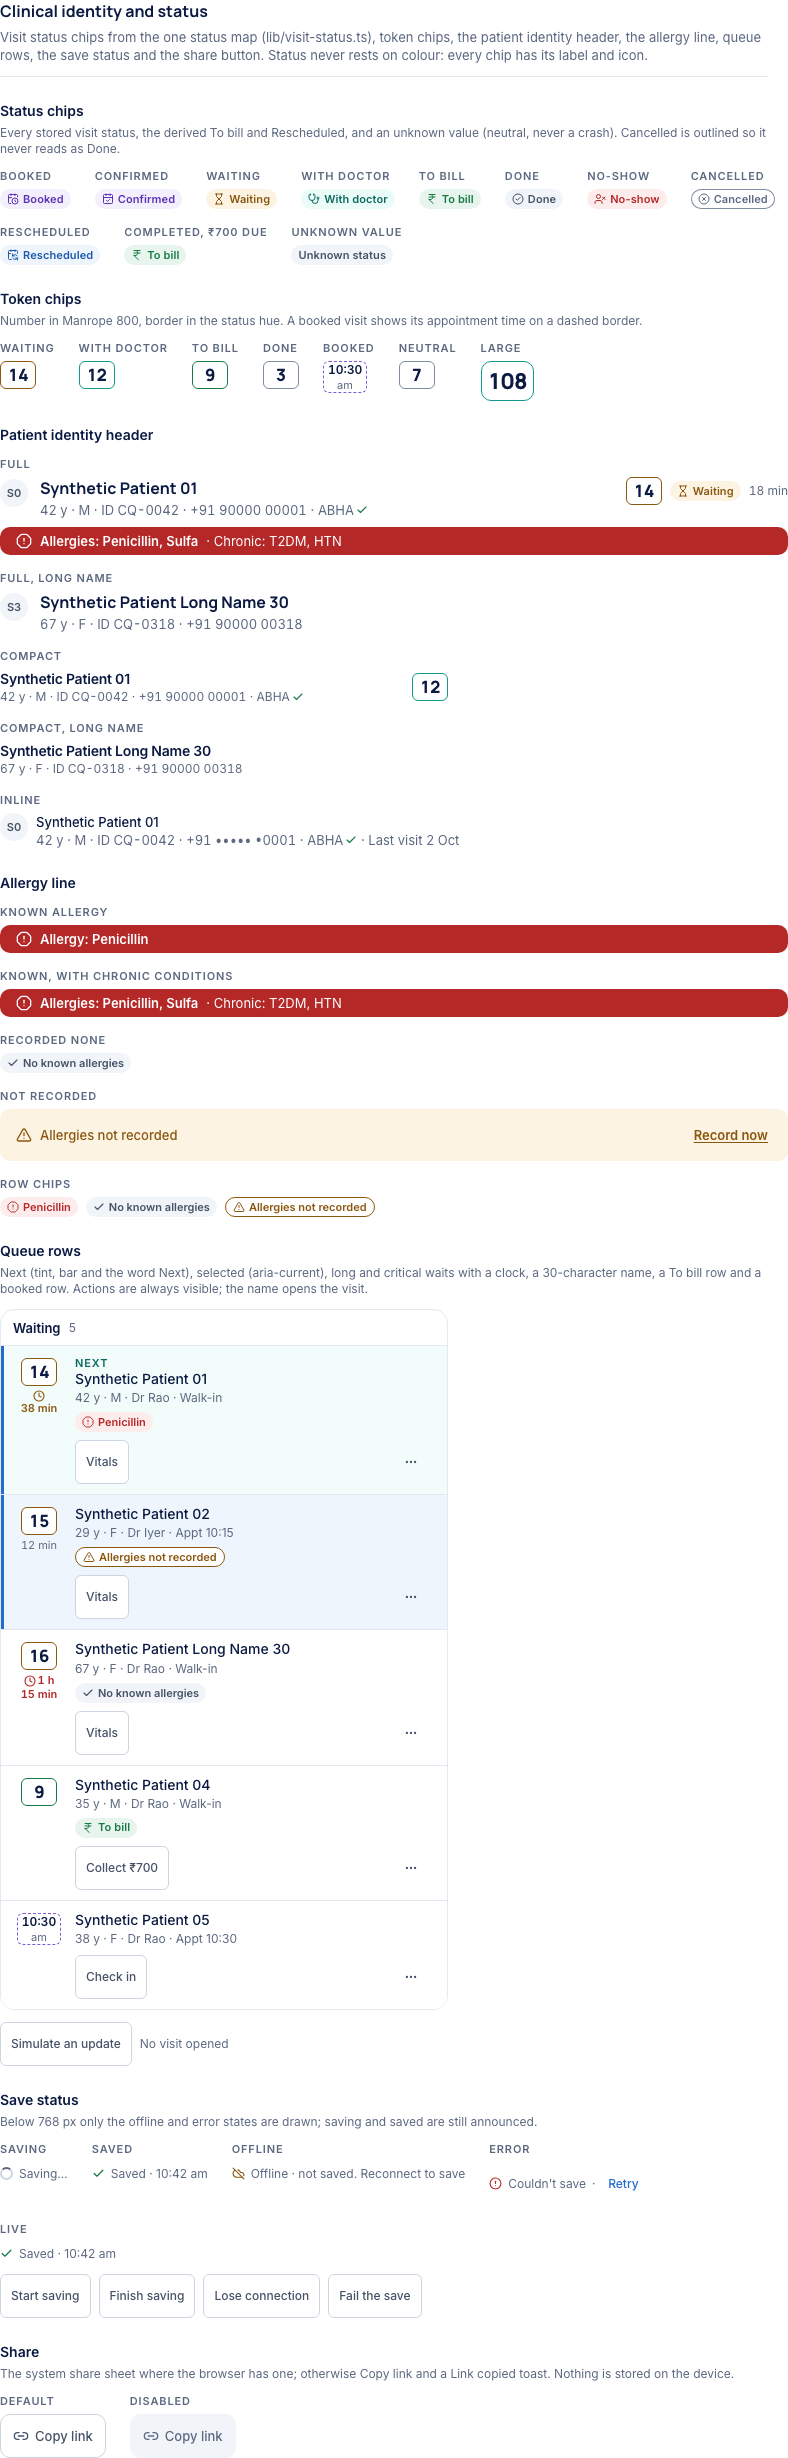 Clinical identity and status
Visit status chips from the one status map (lib/visit-status.ts), token chips, the patient identity header, the allergy line, queue
rows, the save status and the share button. Status never rests on colour: every chip has its label and icon.
Status chips
Every stored visit status, the derived To bill and Rescheduled, and an unknown value (neutral, never a crash). Cancelled is outlined so it
never reads as Done.
BOOKED CONFIRMED WAITING WITH DOCTOR TO BILL DONE NO-SHOW CANCELLED
Booked Confirmed Waiting With doctor To bill Done No-show Cancelled
RESCHEDULED COMPLETED, ₹700 DUE UNKNOWN VALUE
Rescheduled To bill Unknown status
Token chips
Number in Manrope 800, border in the status hue. A booked visit shows its appointment time on a dashed border.
WAITING WITH DOCTOR TO BILL DONE BOOKED NEUTRAL LARGE
14 12 9 3 10:30 am 7 108
Patient identity header
FULL
S0 Synthetic Patient 01 14 Waiting 18 min
42 y · M · ID CQ-0042 · +91 90000 00001 · ABHA
Allergies: Penicillin, Sulfa · Chronic: T2DM, HTN
FULL, LONG NAME
S3 Synthetic Patient Long Name 30
67 y · F · ID CQ-0318 · +91 90000 00318
COMPACT
Synthetic Patient 01 12
42 y · M · ID CQ-0042 · +91 90000 00001 · ABHA
COMPACT, LONG NAME
Synthetic Patient Long Name 30
67 y · F · ID CQ-0318 · +91 90000 00318
INLINE
S0 Synthetic Patient 01
42 y · M · ID CQ-0042 · +91 ••••• •0001 · ABHA · Last visit 2 Oct
Allergy line
KNOWN ALLERGY
Allergy: Penicillin
KNOWN, WITH CHRONIC CONDITIONS
Allergies: Penicillin, Sulfa · Chronic: T2DM, HTN
RECORDED NONE
No known allergies
NOT RECORDED
Allergies not recorded Record now
ROW CHIPS
Penicillin No known allergies Allergies not recorded
Queue rows
Next (tint, bar and the word Next), selected (aria-current), long and critical waits with a clock, a 30-character name, a To bill row and a
booked row. Actions are always visible; the name opens the visit.
Waiting 5
14 NEXT
Synthetic Patient 01
38 min 42 y · M · Dr Rao · Walk-in
Penicillin
Vitals ···
15 Synthetic Patient 02
12 min 29 y · F · Dr Iyer · Appt 10:15
Allergies not recorded
Vitals ···
16 Synthetic Patient Long Name 30
1 h 15 min 67 y · F · Dr Rao · Walk-in
No known allergies
Vitals ···
9 Synthetic Patient 04
35 y · M · Dr Rao · Walk-in
To bill
Collect ₹700 ···
10:30 am Synthetic Patient 05
38 y · F · Dr Rao · Appt 10:30
Check in ···
Simulate an update No visit opened
Save status
Below 768 px only the offline and error states are drawn; saving and saved are still announced.
SAVING SAVED OFFLINE ERROR
Saving... Saved · 10:42 am Offline · not saved. Reconnect to save Couldn't save · Retry
LIVE
Saved · 10:42 am
Start saving Finish saving Lose connection Fail the save
Share
The system share sheet where the browser has one; otherwise Copy link and a Link copied toast. Nothing is stored on the device.
DEFAULT DISABLED
Copy link Copy link